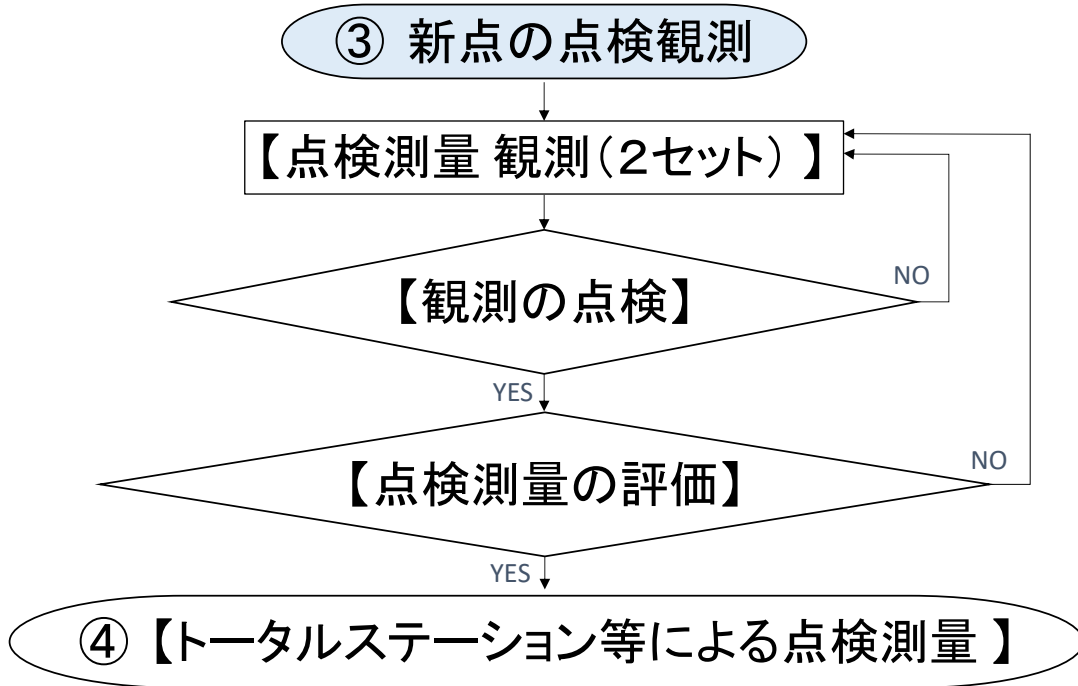 ③ 新点の点検観測
【点検測量 観測（２セット）】
NO
【観測の点検】
YES
NO
【点検測量の評価】
YES
④【トータルステーション等による点検測量 】